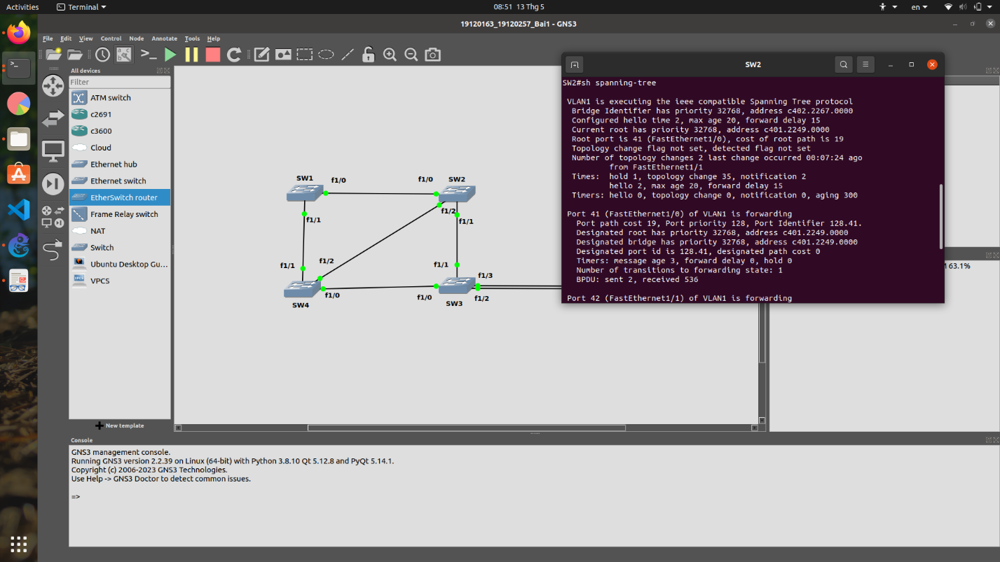 Activities
Terminal
08:51 13 Thg 5
en
19120163_19120257_Bai1 - GNS3
File Edit View Control Node Annotate Tools Help
All devices
Filter
ATM switch
c2691
c3600
Cloud
Ethernet hub
Ethernet switch
EtherSwitch router
Frame Relay switch
NAT
Switch
Ubuntu Desktop Gu...
VPCS
New template
SW1
f1/0
f1/0
SW2
f1/1
f1/2
f1/1
f1/1
f1/2
f1/1
f1/3
f1/0
SW4
f1/0
SW3
f1/2
SW2
SW2#sh spanning-tree
VLAN1 is executing the ieee compatible Spanning Tree protocol
Bridge Identifier has priority 32768, address c402.2267.0000
Configured hello time 2, max age 20, forward delay 15
Current root has priority 32768, address c401.2249.0000
Root port is 41 (FastEthernet1/0), cost of root path is 19
Topology change flag not set, detected flag not set
Number of topology changes 2 last change occurred 00:07:24 ago
from FastEthernet1/1
Times: hold 1, topology change 35, notification 2
hello 2, max age 20, forward delay 15
Timers: hello 0, topology change 0, notification 0, aging 300
Port 41 (FastEthernet1/0) of VLAN1 is forwarding
Port path cost 19, Port priority 128, Port Identifier 128.41.
Designated root has priority 32768, address c401.2249.0000
Designated bridge has priority 32768, address c401.2249.0000
Designated port id is 128.41, designated path cost 0
Timers: message age 3, forward delay 0, hold 0
Number of transitions to forwarding state: 1
BPDU: sent 2, received 536
Port 42 (FastEthernet1/1) of VLAN1 is forwarding
63.1%
Console
GNS3 management console.
Running GNS3 version 2.2.39 on Linux (64-bit) with Python 3.8.10 Qt 5.12.8 and PyQt 5.14.1.
Copyright (c) 2006-2023 GNS3 Technologies.
Use Help -> GNS3 Doctor to detect common issues.
=>